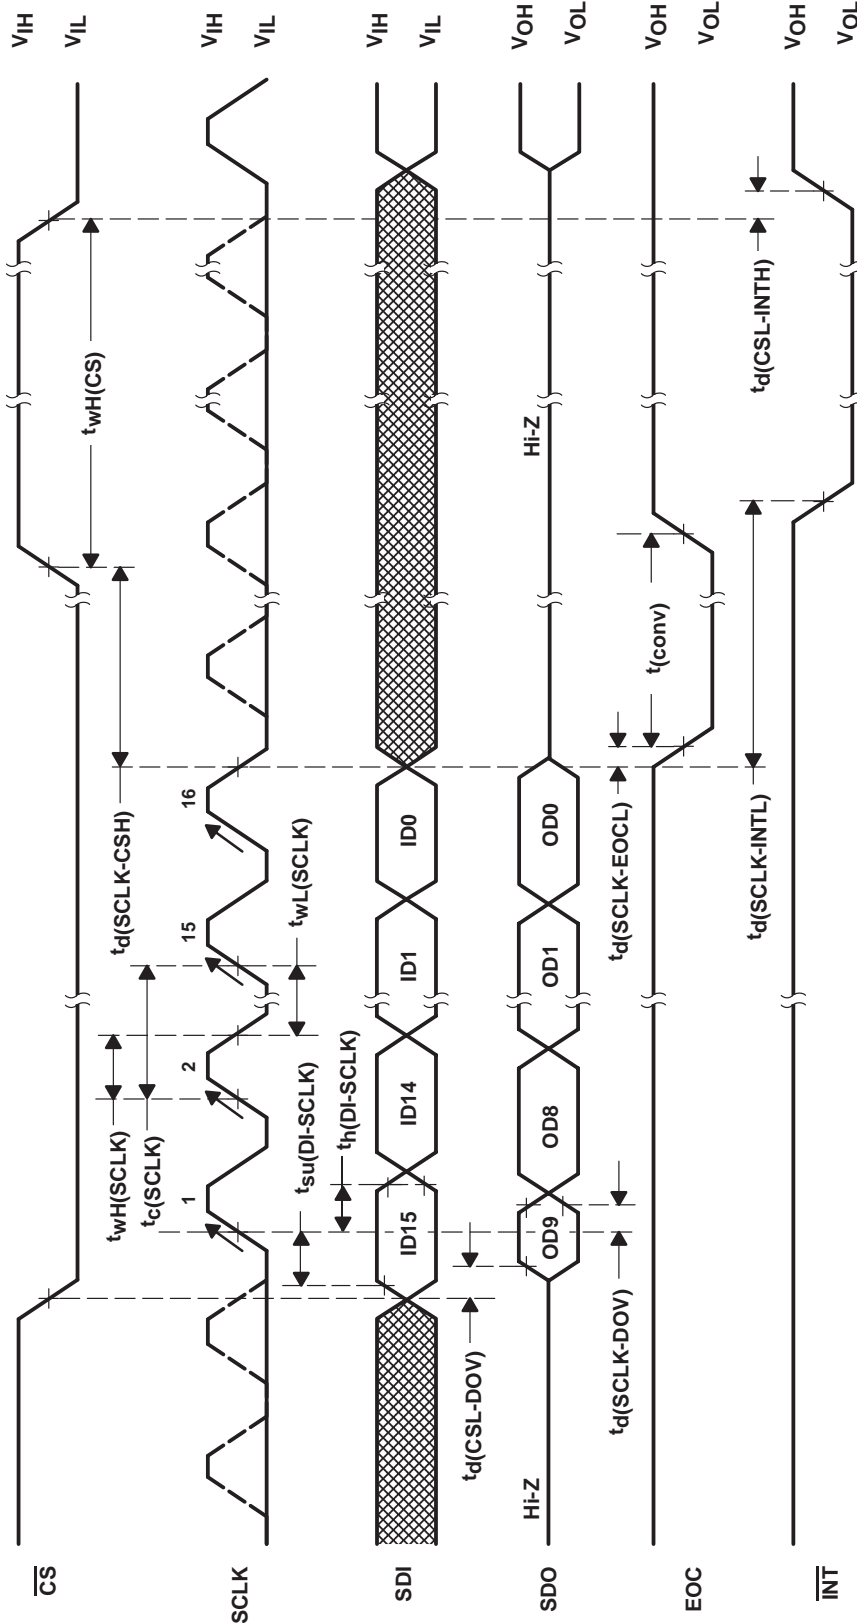 CS
VIH
VIL
twH(CS)
td(SCLK-CSH)
twH(SCLK)
tc(SCLK)
twL(SCLK)
SCLK
1
2
15
16
VIH
VIL
tsu(DI-SCLK)
th(DI-SCLK)
SDI
ID15
ID14
ID1
ID0
VIH
VIL
td(CSL-DOV)
SDO
Hi-Z
OD9
OD8
OD1
OD0
Hi-Z
VOH
VOL
td(SCLK-DOV)
td(SCLK-EOCL)
t(conv)
EOC
VOH
VOL
td(SCLK-INTL)
td(CSL-INTH)
INT
VOH
VOL